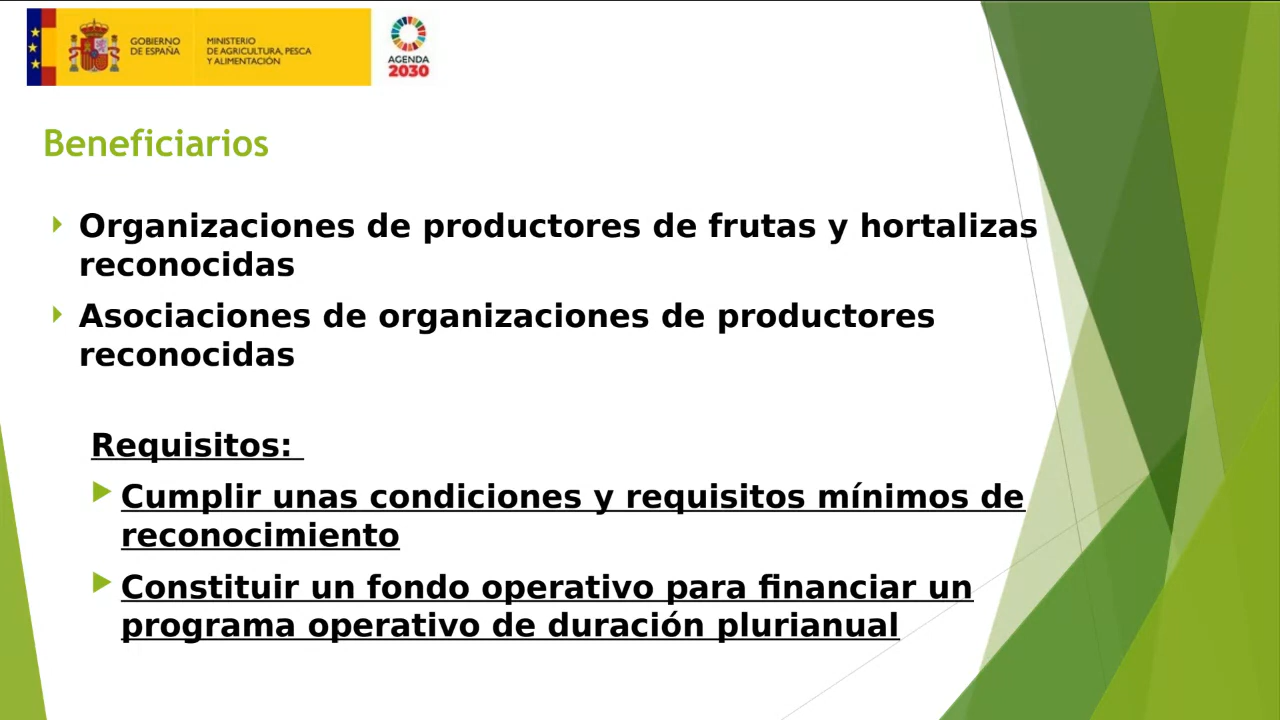 GOBIERNO
DE ESPAÑA
MINISTERIO
DE AGRICULTURA, PESCA
Y ALIMENTACIÓN
AGENDA
2030
Beneficiarios
Organizaciones de productores de frutas y hortalizas
reconocidas
Asociaciones de organizaciones de productores
reconocidas
Requisitos:
Cumplir unas condiciones y requisitos mínimos de
reconocimiento
Constituir un fondo operativo para financiar un
programa operativo de duración plurianual